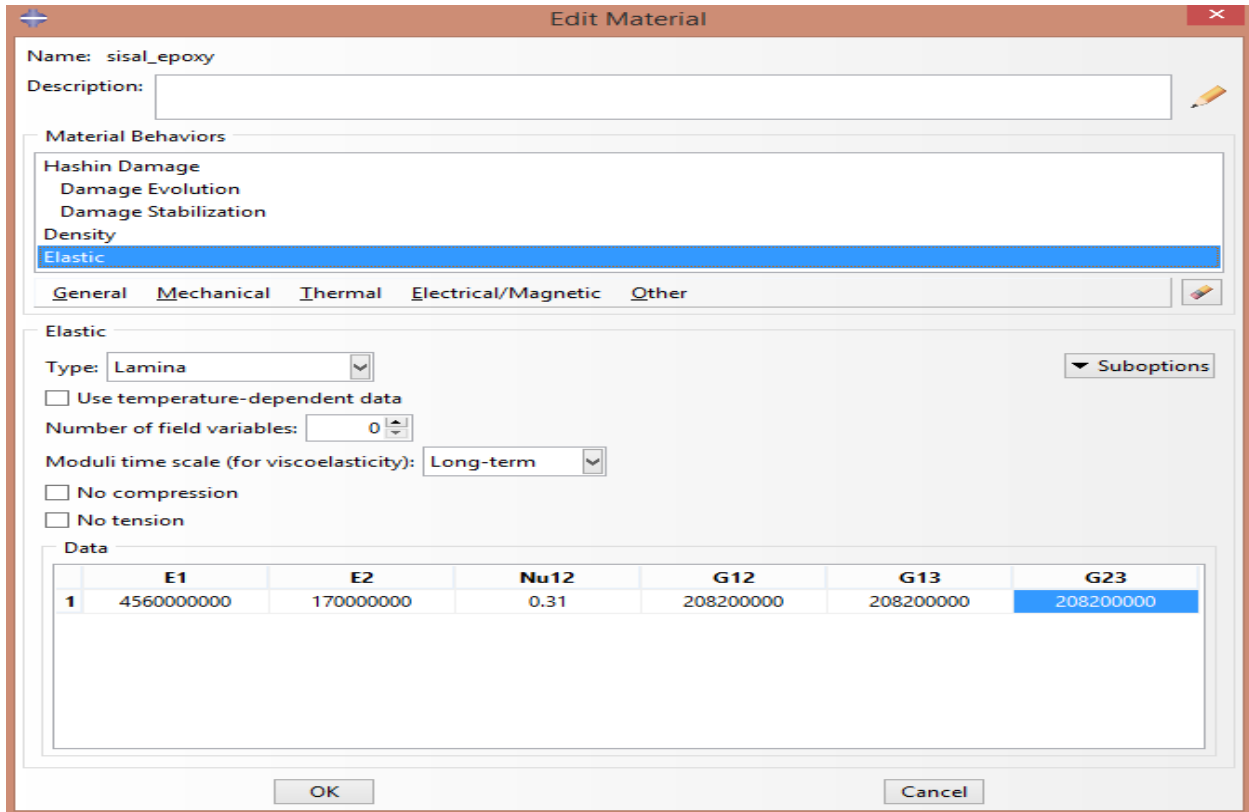 Edit Material
Name: sisal_epoxy
Description:
Material Behaviors
Hashin Damage
Damage Evolution
Damage Stabilization
Density
Elastic
General Mechanical Thermal Electrical/Magnetic Other
Elastic
Type: Lamina Suboptions
Use temperature-dependent data
Number of field variables: 0
Moduli time scale (for viscoelasticity): Long-term
No compression
No tension
Data
E1 E2 Nu12 G12 G13 G23
1 4560000000 170000000 0.31 208200000 208200000 208200000
OK Cancel